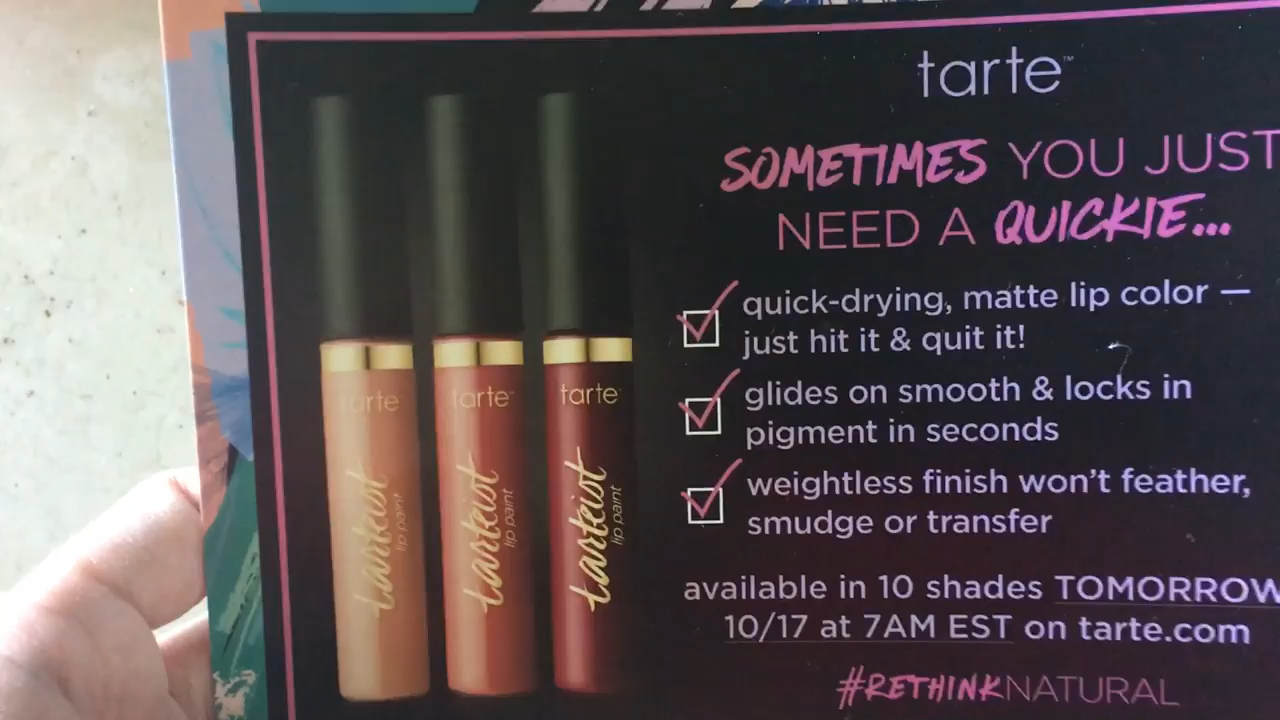 tarte™
SOMETIMES YOU JUST
NEED A QUICKIE...
quick-drying, matte lip color —
just hit it & quit it!
glides on smooth & locks in
pigment in seconds
weightless finish won't feather,
smudge or transfer
available in 10 shades TOMORROW
10/17 at 7AM EST on tarte.com
#RETHINKNATURAL
tarte
tarteist
lip paint
tarte™
tarteist
lip paint
tarte
tarteist
lip paint